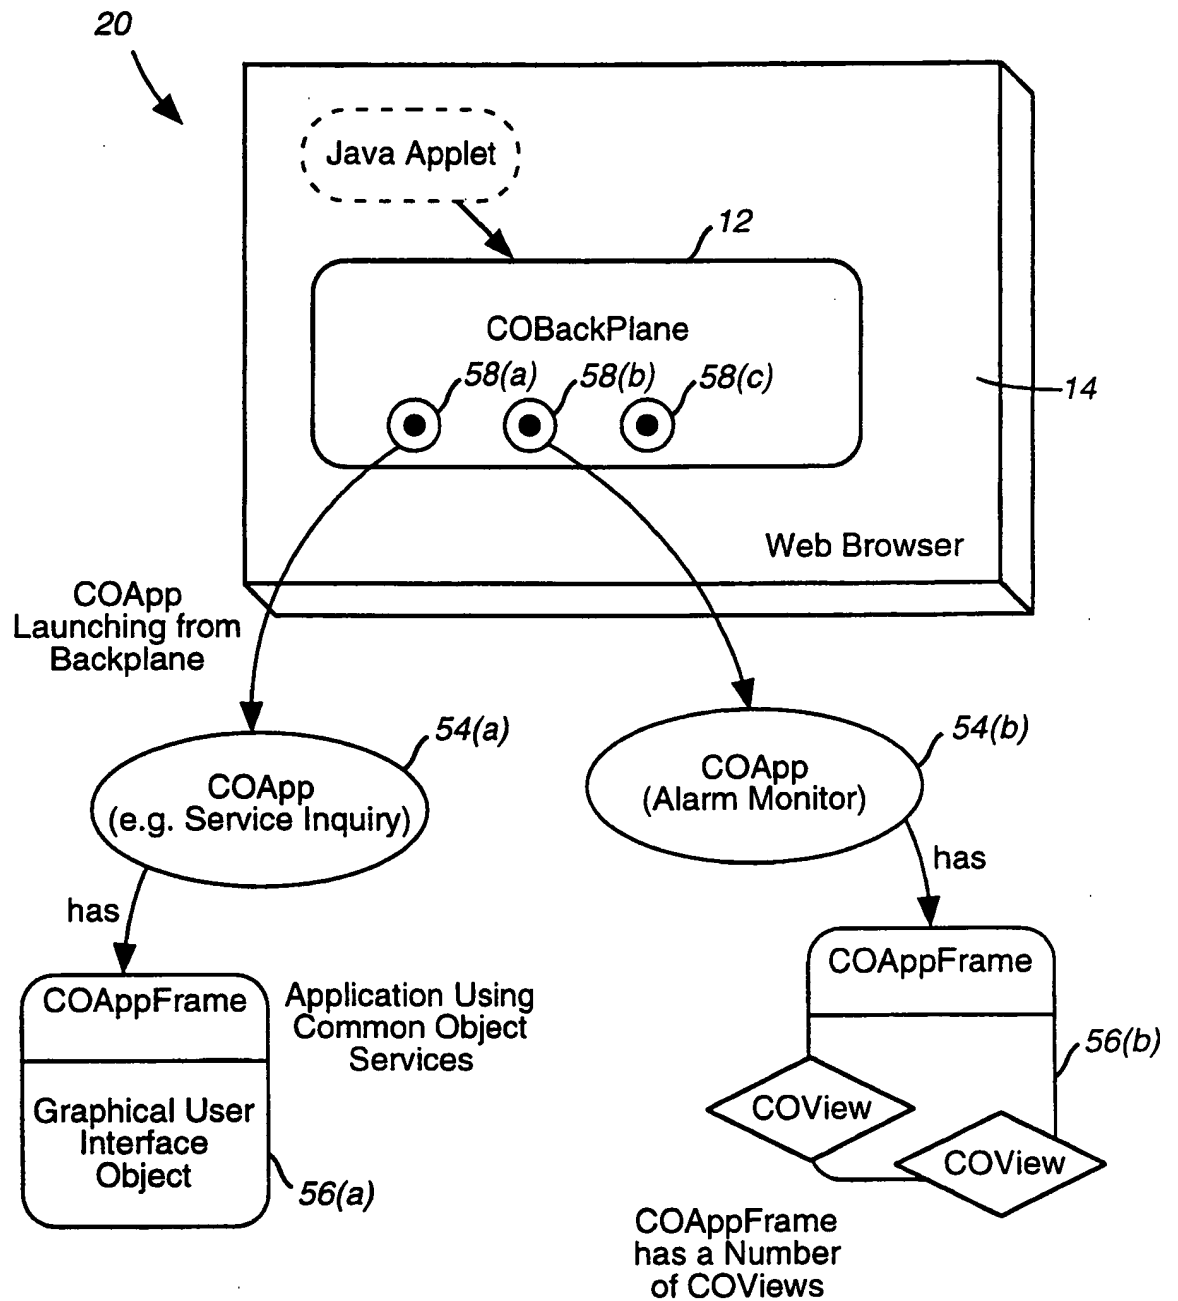 20
Java Applet
12
COBackPlane
58(a)
58(b)
58(c)
14
Web Browser
COApp
Launching from
Backplane
54(a)
COApp
(e.g. Service Inquiry)
54(b)
COApp
(Alarm Monitor)
has
has
COAppFrame
Graphical User
Interface
Object
56(a)
Application Using
Common Object
Services
COAppFrame
56(b)
COView
COView
COAppFrame
has a Number
of COViews